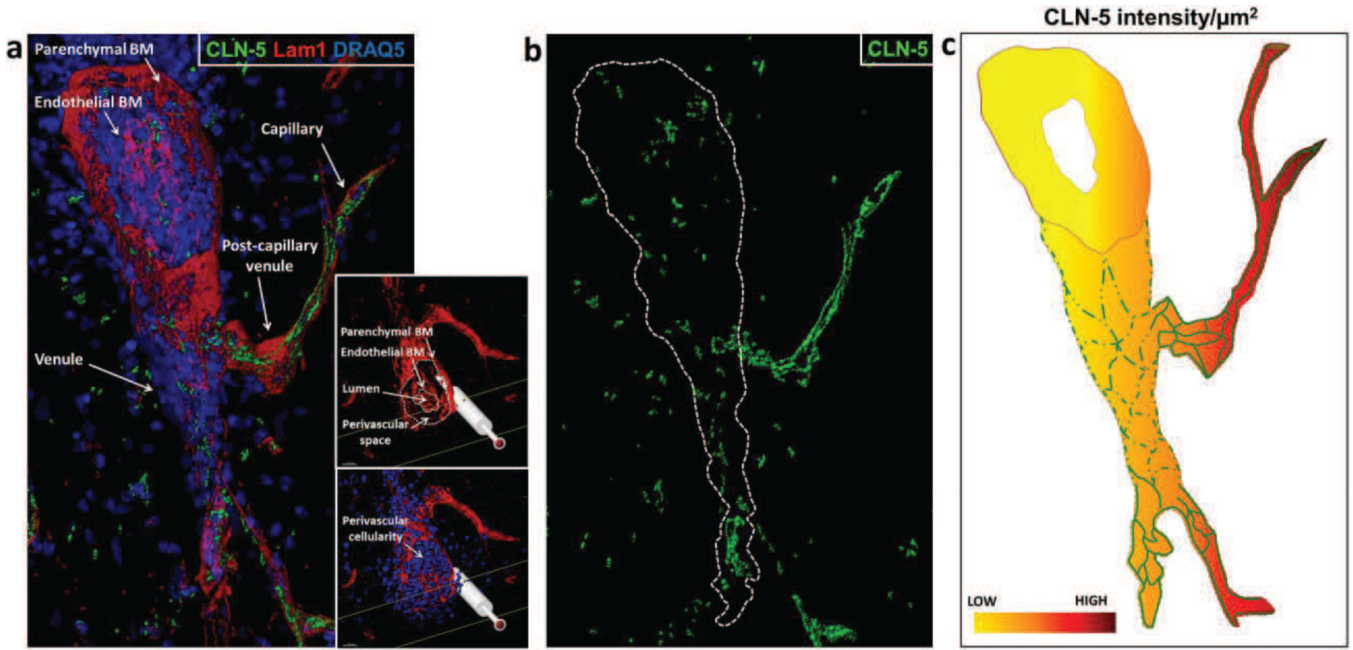 a
CLN-5 Lam1 DRAQ5
Parenchymal BM
Endothelial BM
Capillary
Post-capillary
venule
Venule
Parenchymal BM
Endothelial BM
Lumen
Perivascular
space
Perivascular
cellularity
b
CLN-5
CLN-5 intensity/µm²
c
LOW HIGH